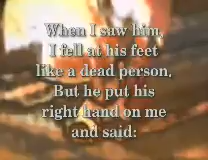 When I saw him,
I fell at his feet
like a dead person.
But he put his
right hand on me
and said: